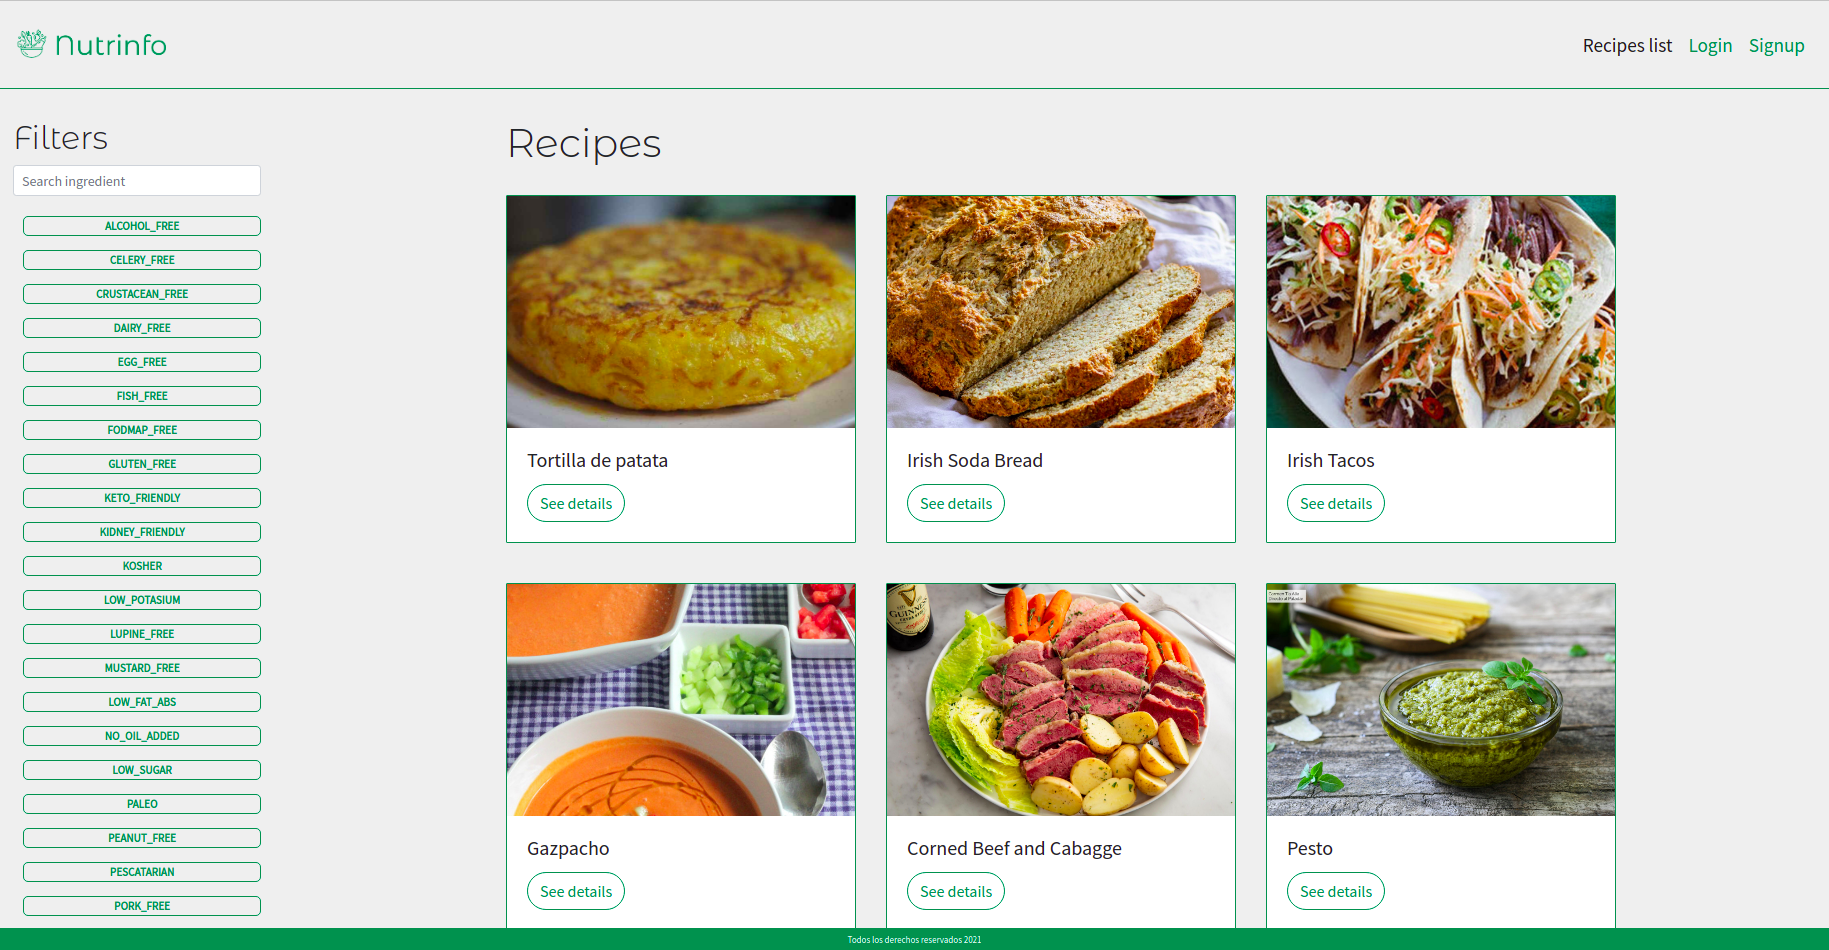 Nutrinfo
Recipes list Login Signup
Filters
Search ingredient
ALCOHOL_FREE
CELERY_FREE
CRUSTACEAN_FREE
DAIRY_FREE
EGG_FREE
FISH_FREE
FODMAP_FREE
GLUTEN_FREE
KETO_FRIENDLY
KIDNEY_FRIENDLY
KOSHER
LOW_POTASIUM
LUPINE_FREE
MUSTARD_FREE
LOW_FAT_ABS
NO_OIL_ADDED
LOW_SUGAR
PALEO
PEANUT_FREE
PESCATARIAN
PORK_FREE
Recipes
Tortilla de patata
See details
Irish Soda Bread
See details
Irish Tacos
See details
GUINNESS
Gazpacho
See details
Corned Beef and Cabagge
See details
Pesto
See details
Todos los derechos reservados 2021